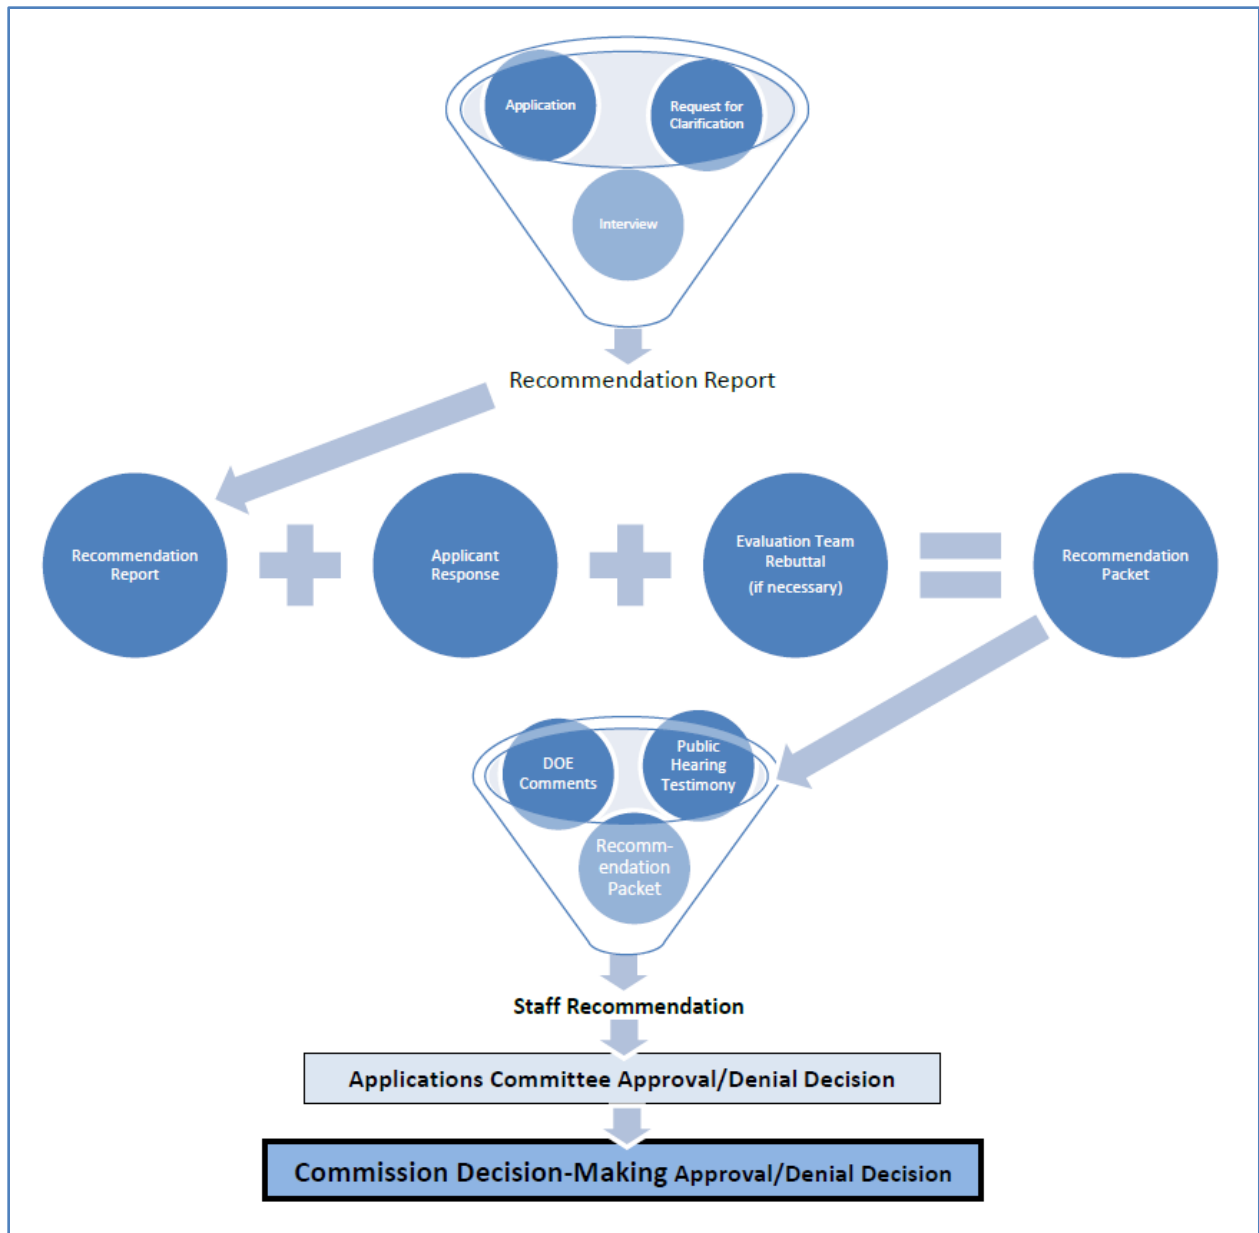 Application
Request for
Clarification
Interview
Recommendation Report
Recommendation
Report
Applicant
Response
Evaluation Team
Rebuttal
(if necessary)
Recommendation
Packet
DOE
Comments
Public
Hearing
Testimony
Recomm-
endation
Packet
Staff Recommendation
Applications Committee Approval/Denial Decision
Commission Decision-Making Approval/Denial Decision